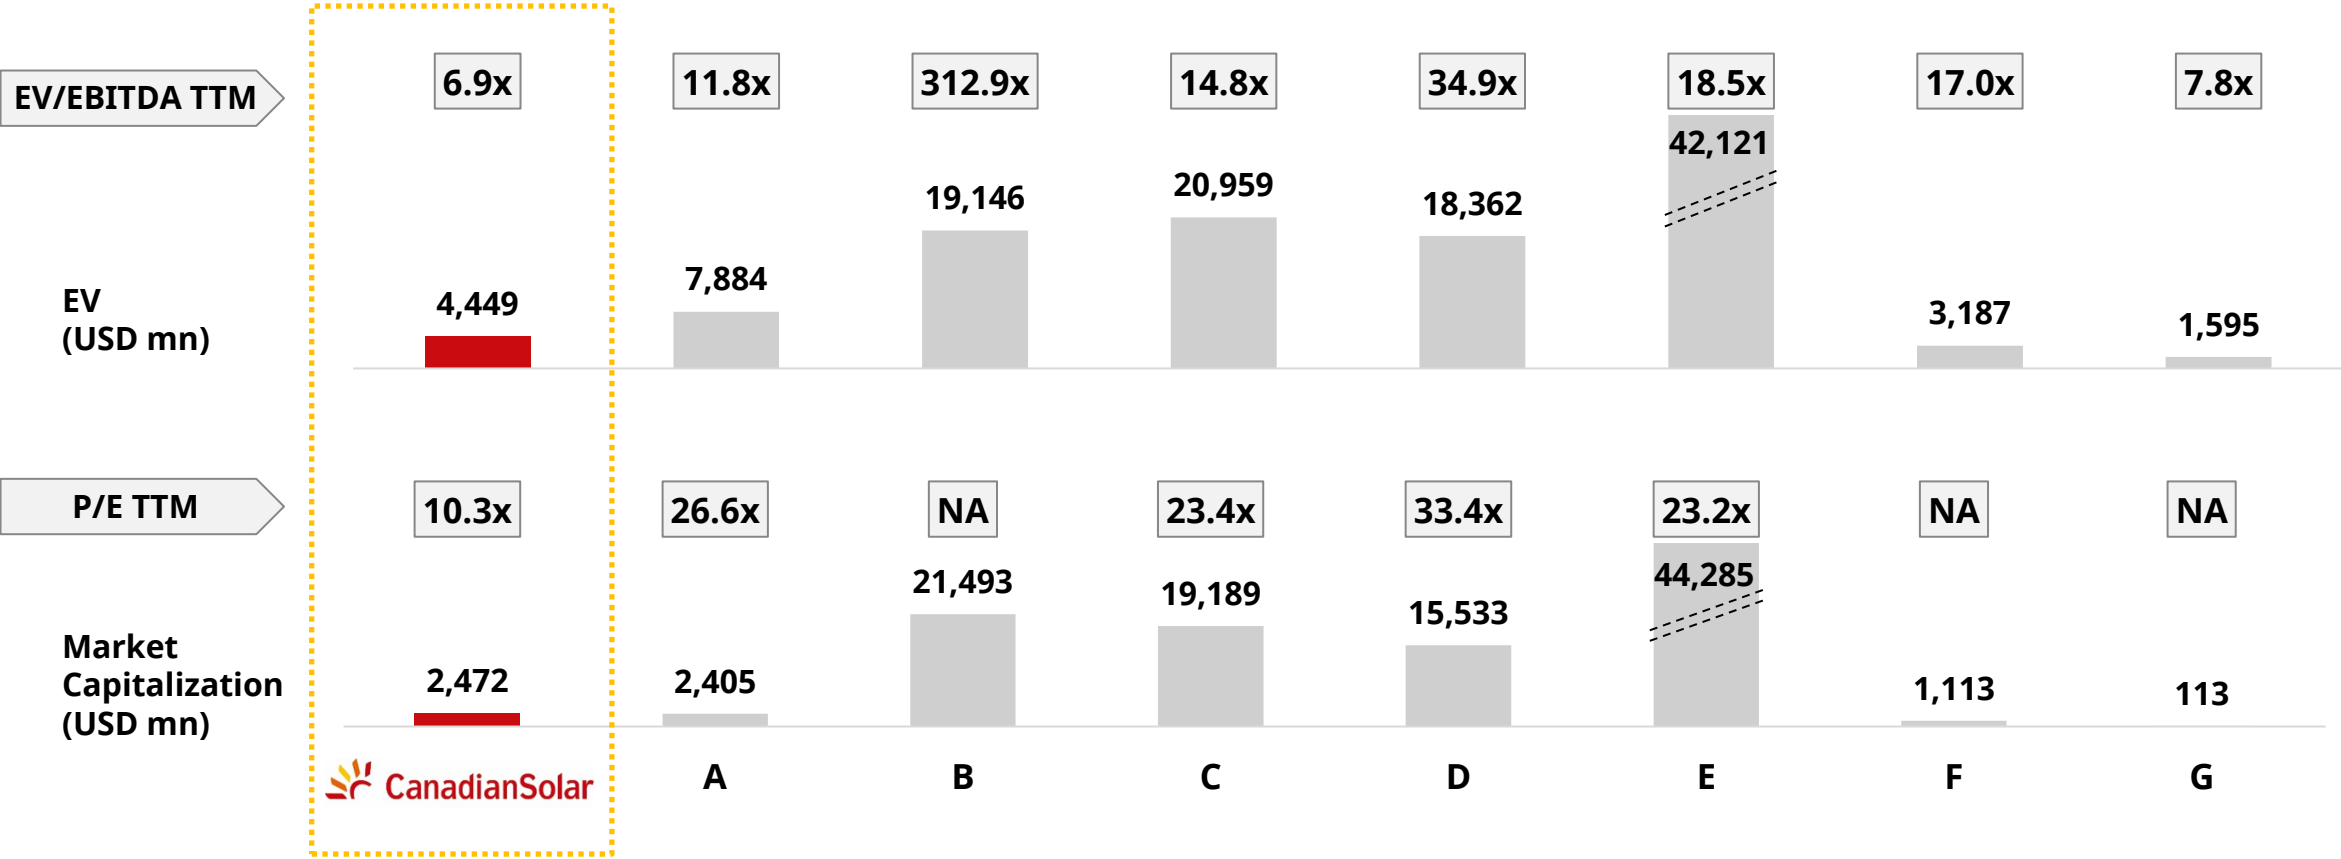 EV/EBITDA TTM
6.9x
11.8x
312.9x
14.8x
34.9x
18.5x
17.0x
7.8x
EV
(USD mn)
4,449
7,884
19,146
20,959
18,362
42,121
3,187
1,595
P/E TTM
10.3x
26.6x
NA
23.4x
33.4x
23.2x
NA
NA
Market
Capitalization
(USD mn)
2,472
2,405
21,493
19,189
15,533
44,285
1,113
113
CanadianSolar
A
B
C
D
E
F
G